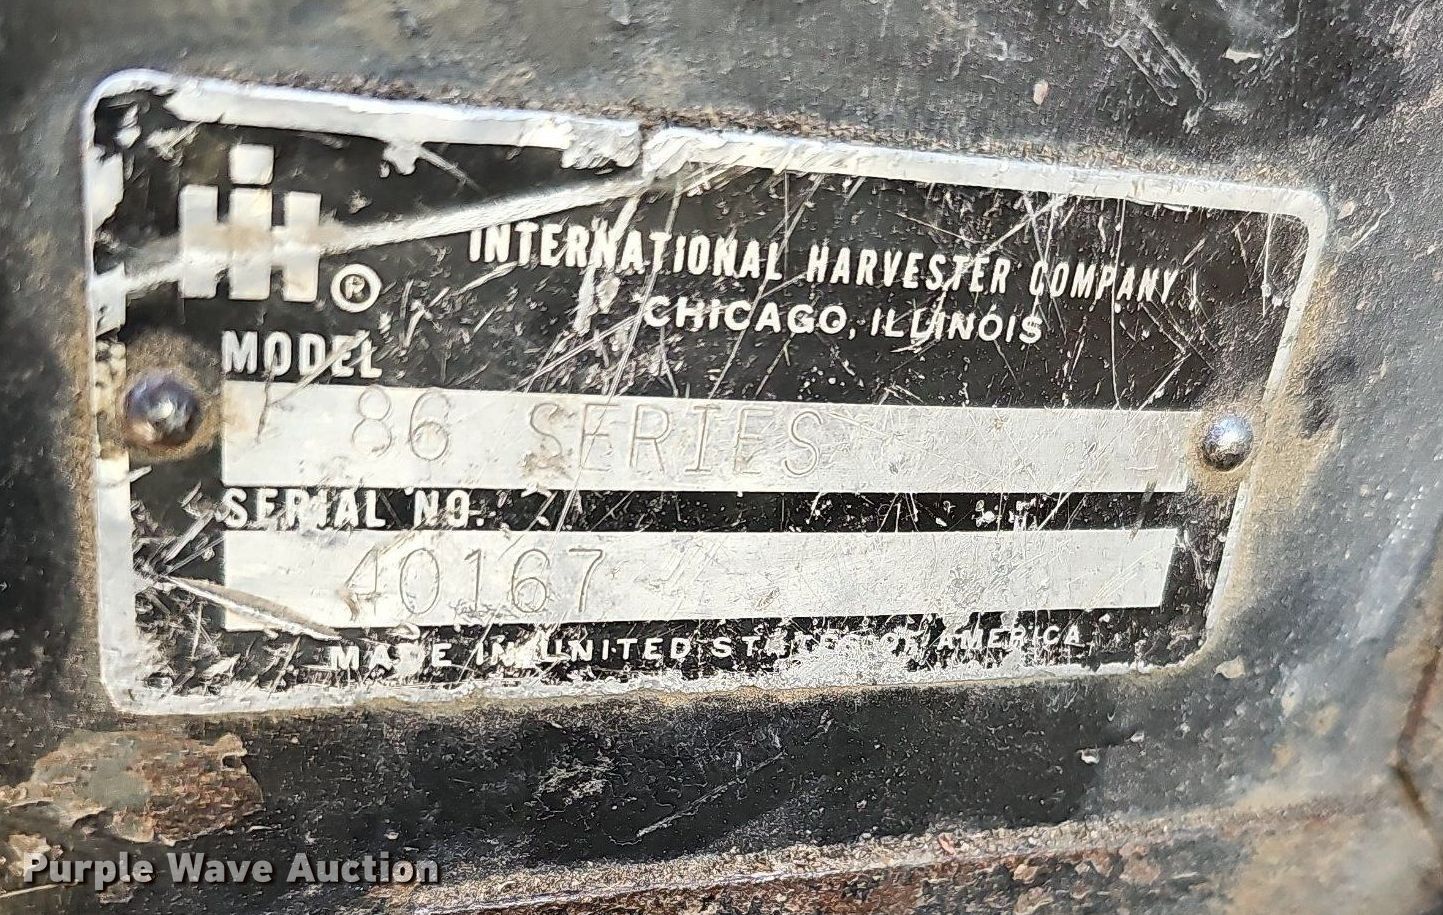 IH®
INTERNATIONAL HARVESTER COMPANY
CHICAGO, ILLINOIS
MODEL
86 SERIES
SERIAL NO.
40167
MADE IN UNITED STATES OF AMERICA
Purple Wave Auction